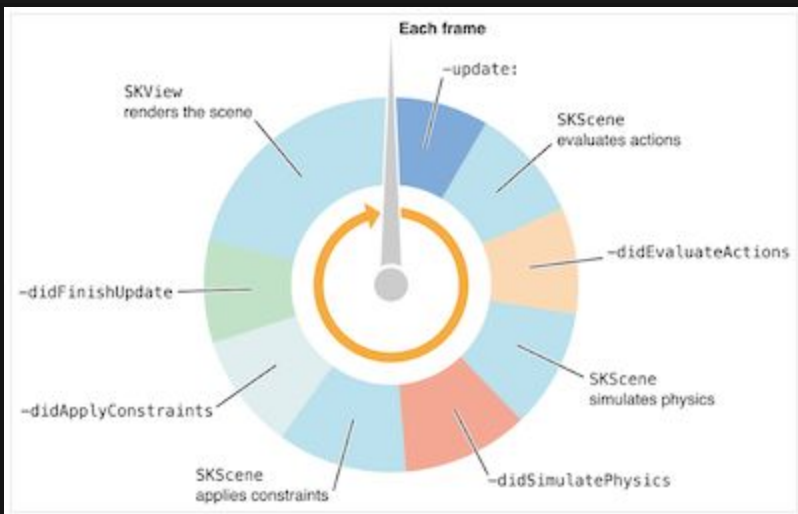 Each frame
-update:
SKScene
evaluates actions
-didEvaluateActions
SKScene
simulates physics
-didSimulatePhysics
SKScene
applies constraints
-didApplyConstraints
-didFinishUpdate
SKView
renders the scene